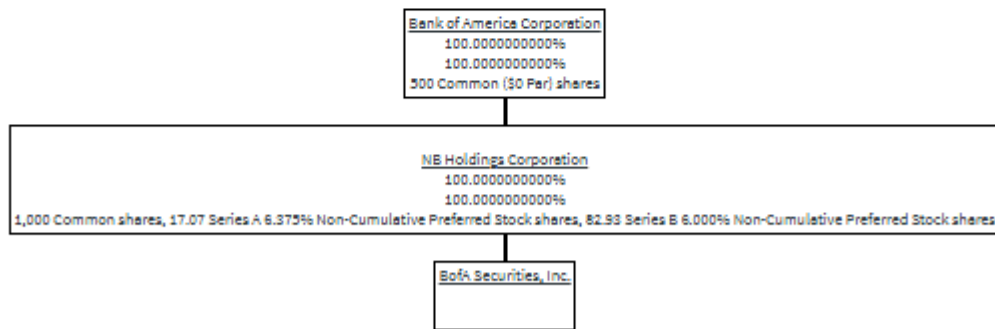 Bank of America Corporation
100.0000000000%
100.0000000000%
500 Common ($0 Par) shares
NB Holdings Corporation
100.0000000000%
100.0000000000%
1,000 Common shares, 17.07 Series A 6.375% Non-Cumulative Preferred Stock shares, 82.93 Series B 6.000% Non-Cumulative Preferred Stock shares
BofA Securities, Inc.